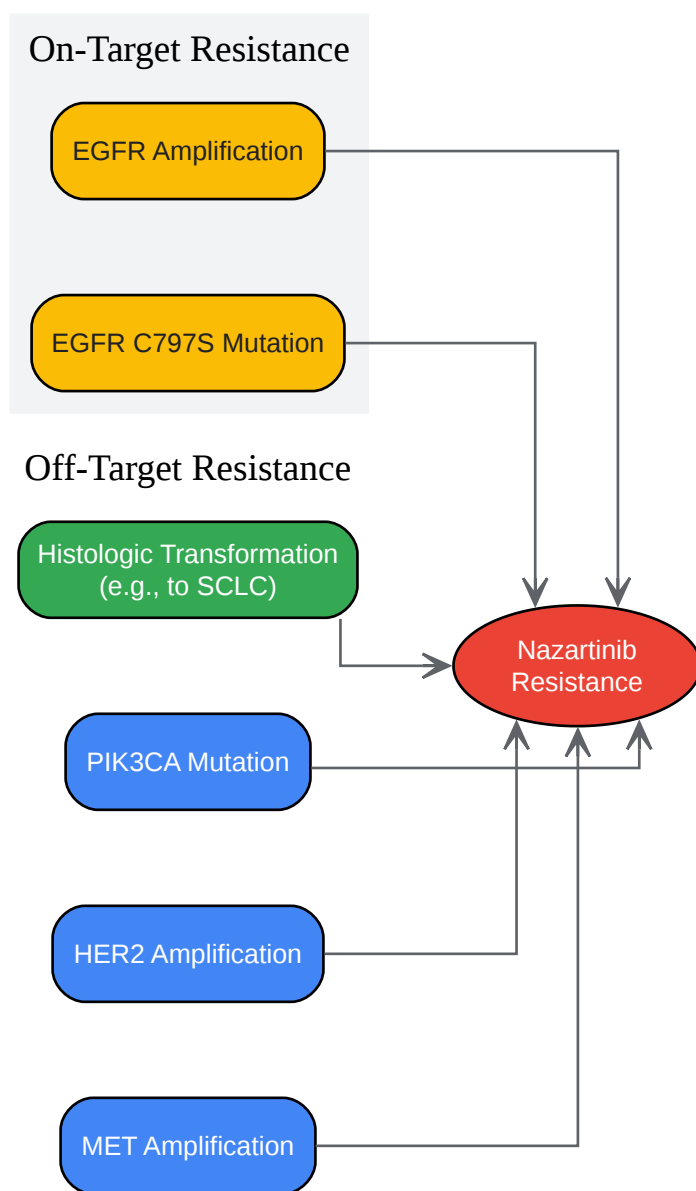 On-Target Resistance
EGFR Amplification
EGFR C797S Mutation
Off-Target Resistance
Histologic Transformation
(e.g., to SCLC)
Nazartinib
Resistance
PIK3CA Mutation
HER2 Amplification
MET Amplification